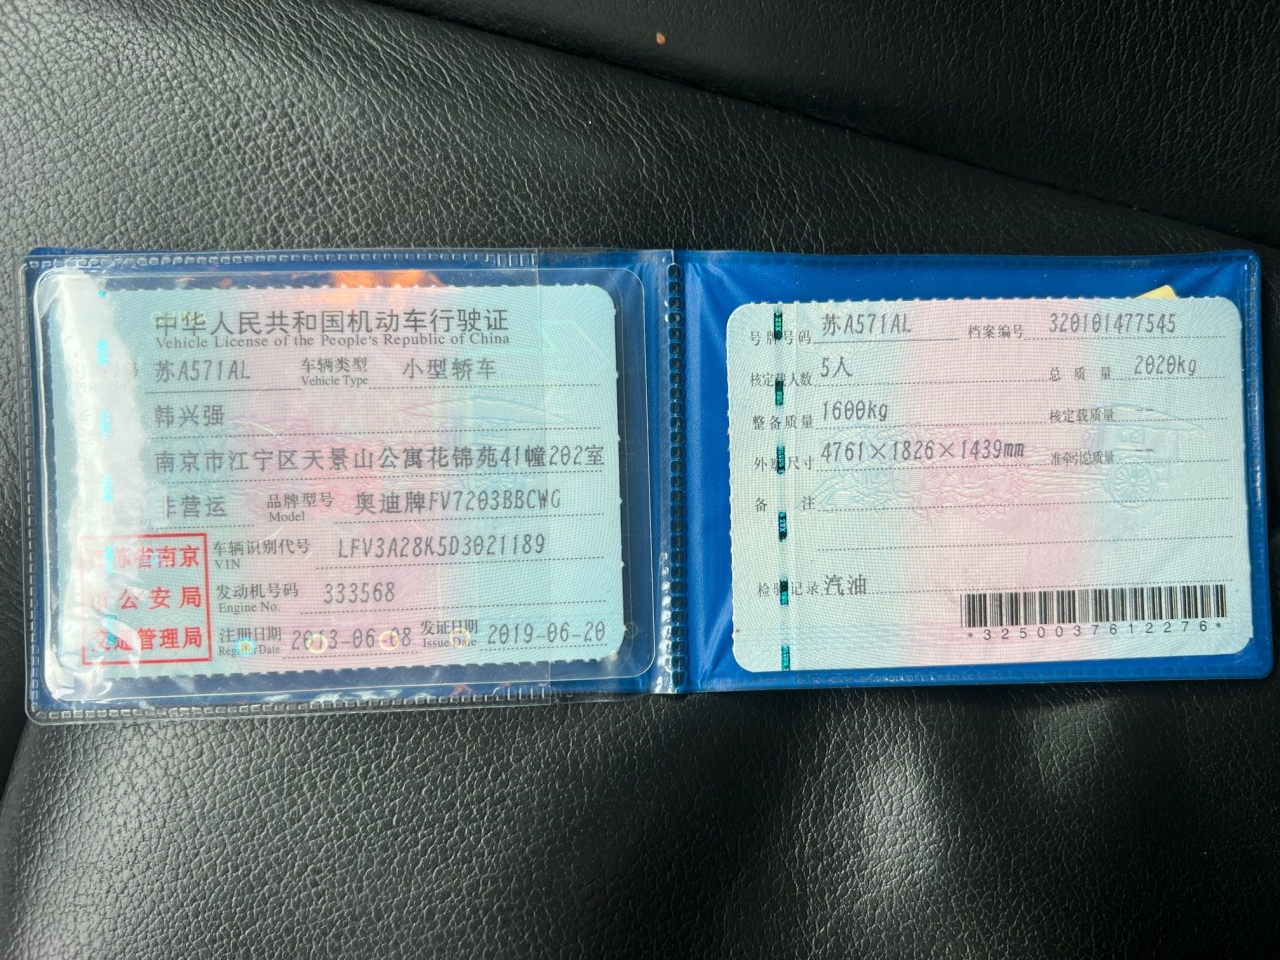 中华人民共和国机动车行驶证
Vehicle License of the People's Republic of China
苏A571AL 车辆类型 小型轿车
Vehicle Type
韩兴强
南京市江宁区天景山公寓花锦苑41幢202室
非营运 品牌型号 奥迪牌FV7203BBCWG
Model
车辆识别代号 LFV3A28K5D3021189
VIN
发动机号码 333568
Engine No.
注册日期 2013-06-08 发证日期 2019-06-20
Register Date Issue Date
江苏省南京
市公安局
交通管理局
号牌号码 苏A571AL 档案编号 320101477545
核定载人数 5人 总质量 2020kg
整备质量 1600kg 核定载质量 --
外廓尺寸 4761×1826×1439mm 准牵引总质量 --
备 注
检验记录 汽油
*3250037612276*